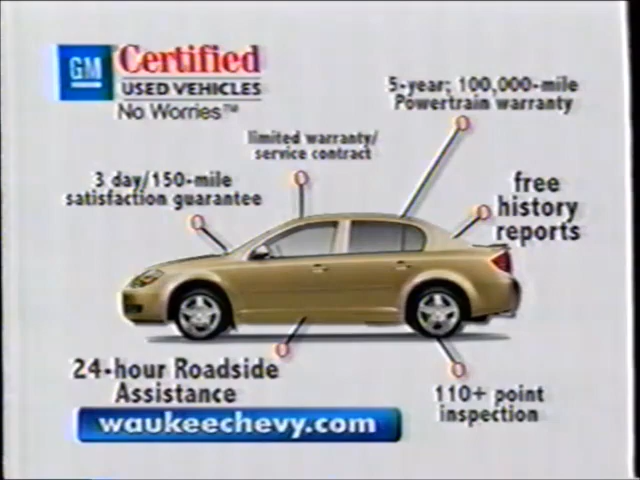 GM
Certified
USED VEHICLES
No Worries™
5-year; 100,000-mile
Powertrain warranty
limited warranty/
service contract
3 day/150-mile
satisfaction guarantee
free
history
reports
24-hour Roadside
Assistance
110+ point
inspection
waukeechevy.com